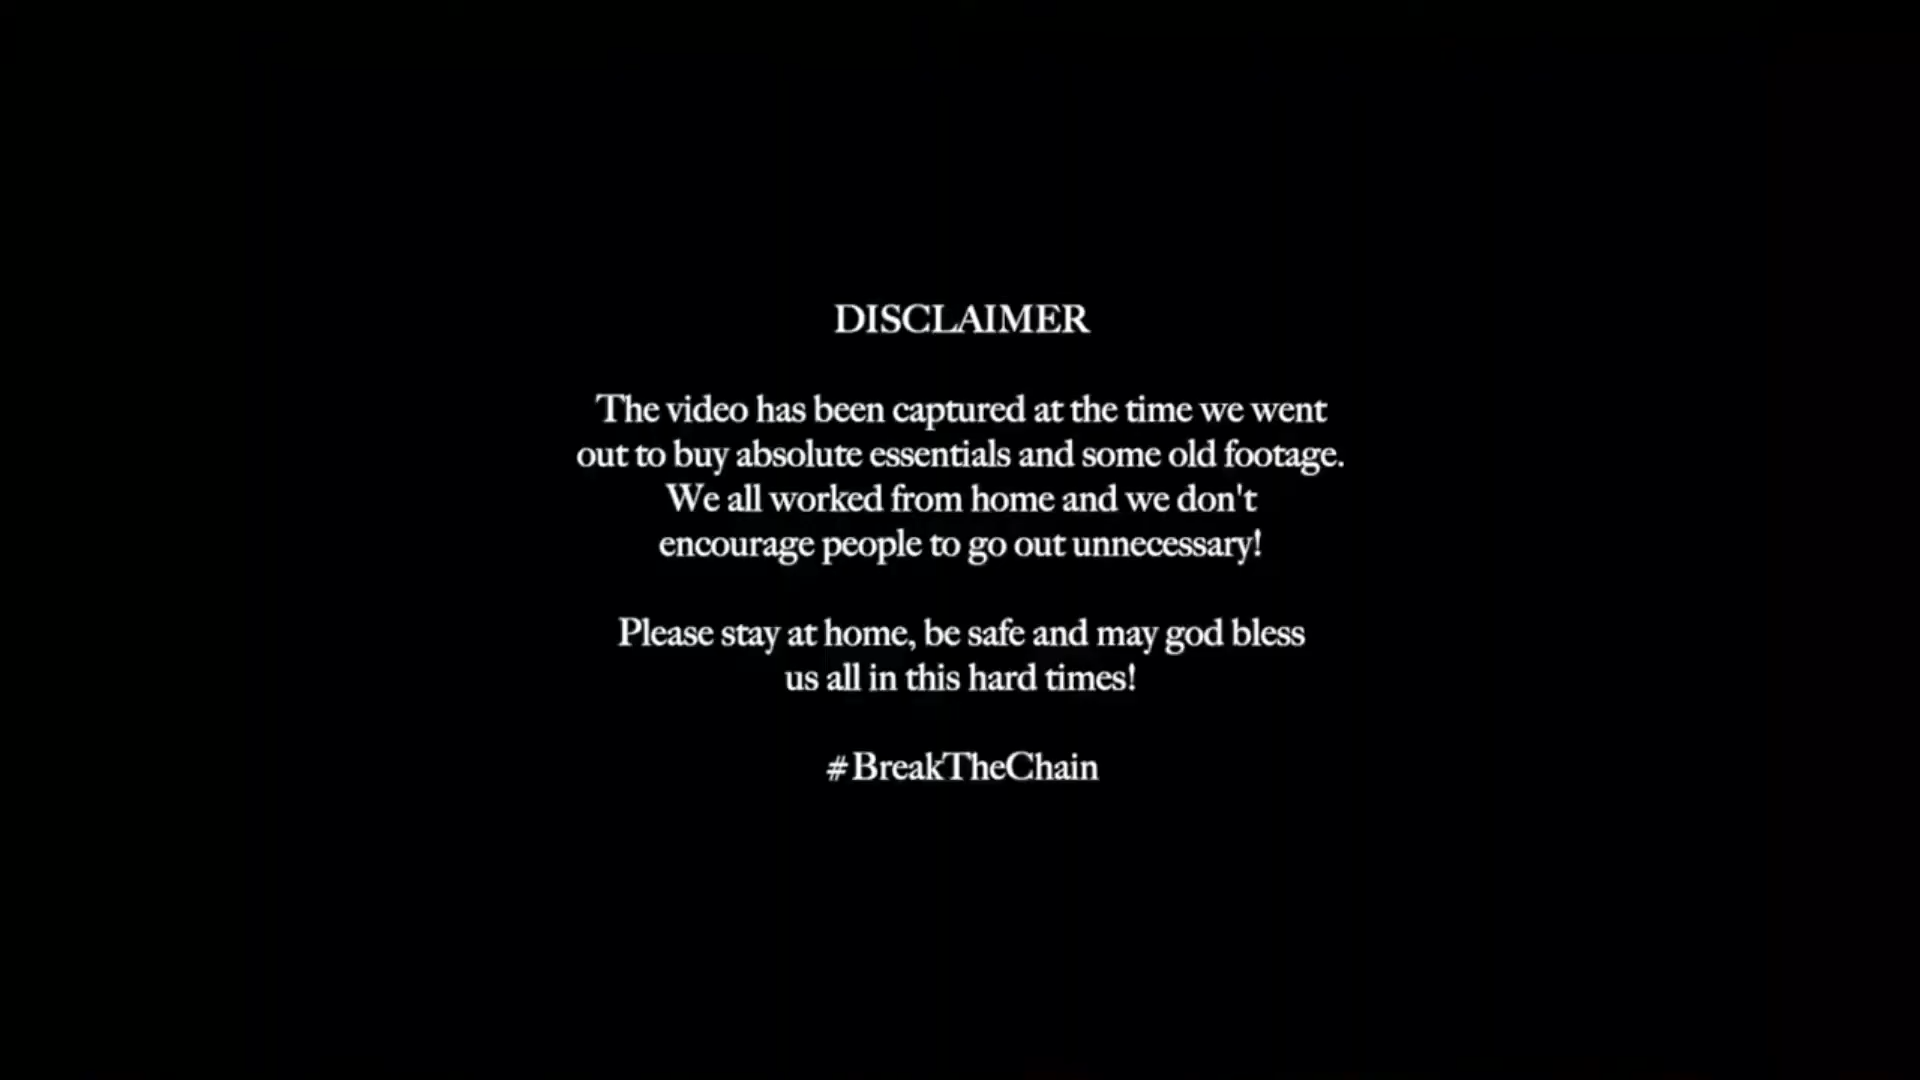 DISCLAIMER
The video has been captured at the time we went
out to buy absolute essentials and some old footage.
We all worked from home and we don't
encourage people to go out unnecessary!
Please stay at home, be safe and may god bless
us all in this hard times!
#BreakTheChain